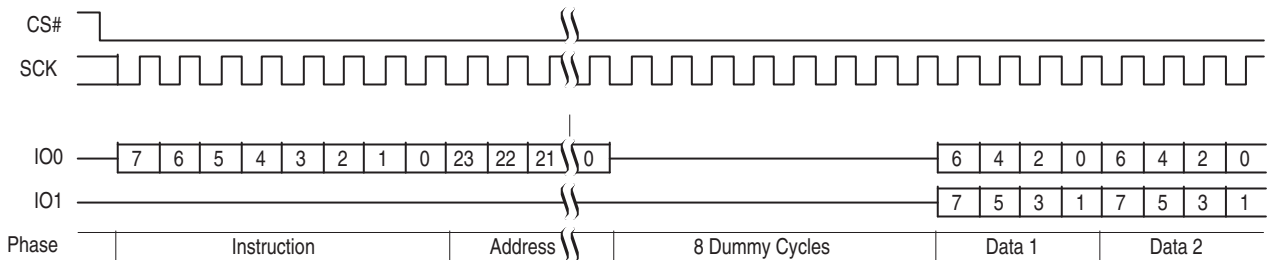 CS#
SCK
IO0 7 6 5 4 3 2 1 0 23 22 21 0 6 4 2 0 6 4 2 0
IO1 7 5 3 1 7 5 3 1
Phase Instruction Address 8 Dummy Cycles Data 1 Data 2